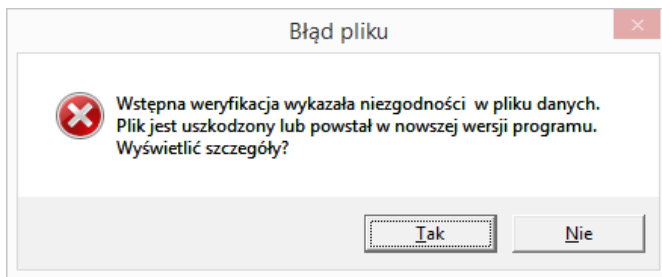 Błąd pliku
Wstępna weryfikacja wykazała niezgodności w pliku danych.
Plik jest uszkodzony lub powstał w nowszej wersji programu.
Wyświetlić szczegóły?
Tak
Nie